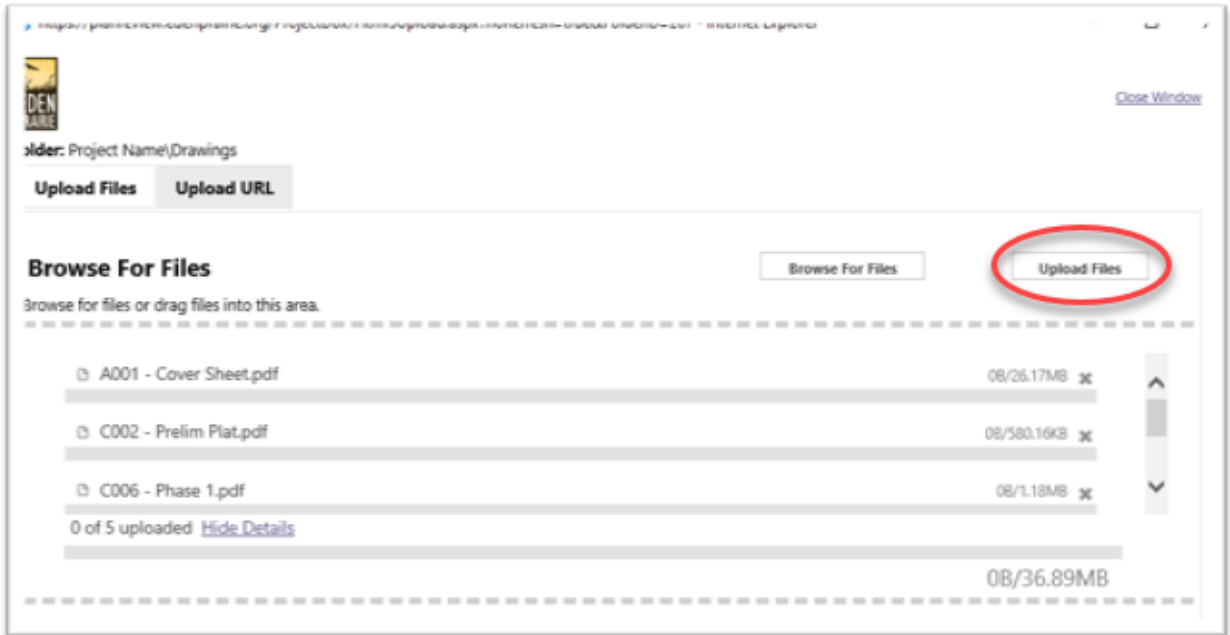 Internet Explorer
EDEN
Close Window
older: Project Name\Drawings
Upload Files Upload URL
Browse For Files Browse For Files Upload Files
Browse for files or drag files into this area.
A001 - Cover Sheet.pdf 0B/26.17MB
C002 - Prelim Plat.pdf 0B/580.16KB
C006 - Phase 1.pdf 0B/1.18MB
0 of 5 uploaded Hide Details
0B/36.89MB